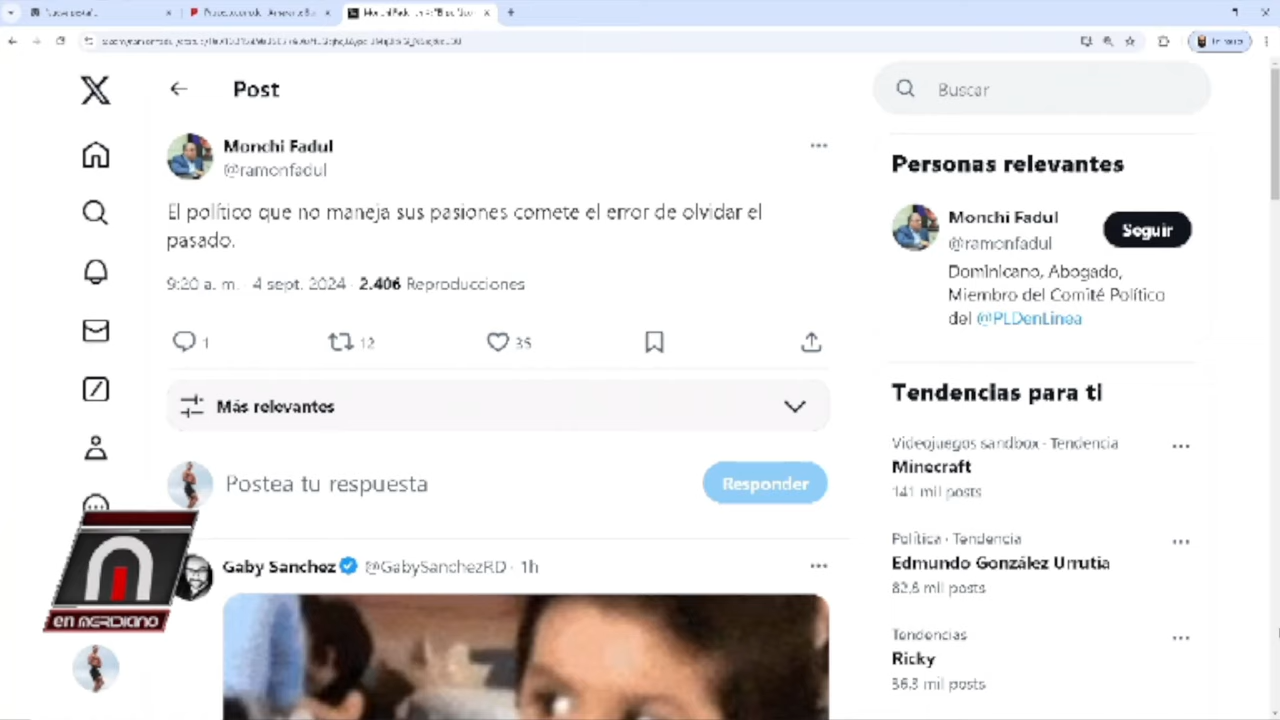 Post
Buscar
Monchi Fadul
@ramonfadul
El político que no maneja sus pasiones comete el error de olvidar el
pasado.
9:20 a. m. · 4 sept. 2024 · 2.406 Reproducciones
1
12
35
Más relevantes
Postea tu respuesta
Responder
Gaby Sanchez @GabySanchezRD · 1h
en meridiano
Personas relevantes
Monchi Fadul
@ramonfadul
Seguir
Dominicano, Abogado,
Miembro del Comité Político
del @PLDenLinea
Tendencias para ti
Videojuegos sandbox · Tendencia
Minecraft
141 mil posts
Política · Tendencia
Edmundo González Urrutia
82,8 mil posts
Tendencias
Ricky
36,3 mil posts